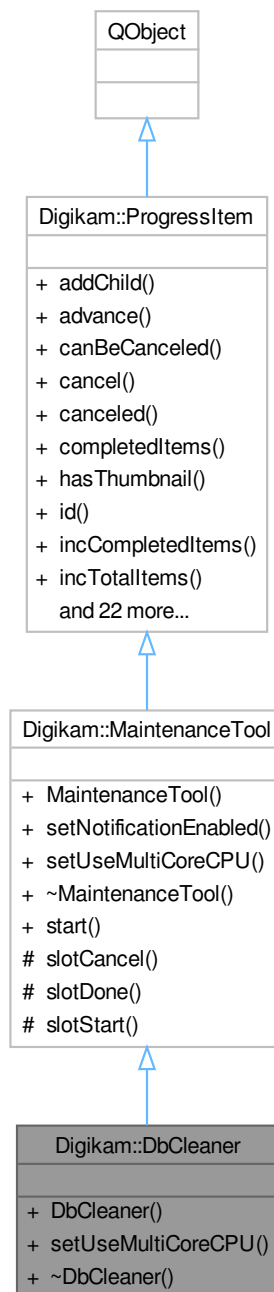 QObject
Digikam::ProgressItem
+ addChild()
+ advance()
+ canBeCanceled()
+ cancel()
+ canceled()
+ completedItems()
+ hasThumbnail()
+ id()
+ incCompletedItems()
+ incTotalItems()
and 22 more...
Digikam::MaintenanceTool
+ MaintenanceTool()
+ setNotificationEnabled()
+ setUseMultiCoreCPU()
+ ~MaintenanceTool()
+ start()
# slotCancel()
# slotDone()
# slotStart()
Digikam::DbCleaner
+ DbCleaner()
+ setUseMultiCoreCPU()
+ ~DbCleaner()